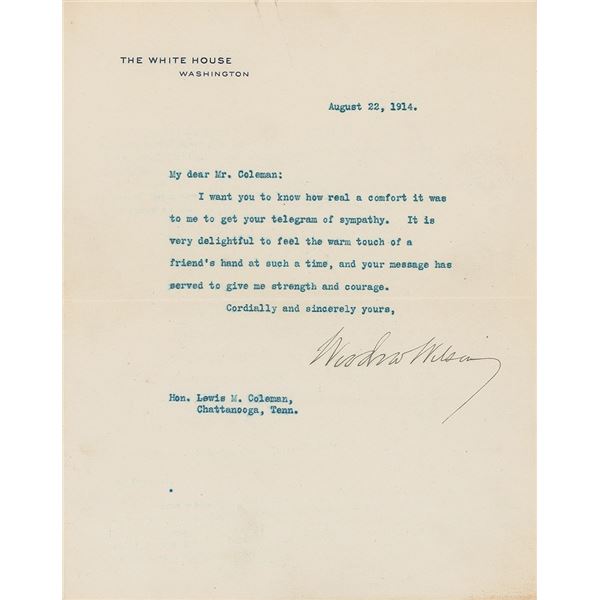 THE WHITE HOUSE
WASHINGTON
August 22, 1914.
My dear Mr. Coleman:
I want you to know how real a comfort it was
to me to get your telegram of sympathy. It is
very delightful to feel the warm touch of a
friend's hand at such a time, and your message has
served to give me strength and courage.
Cordially and sincerely yours,
Woodrow Wilson
Hon. Lewis M. Coleman,
Chattanooga, Tenn.